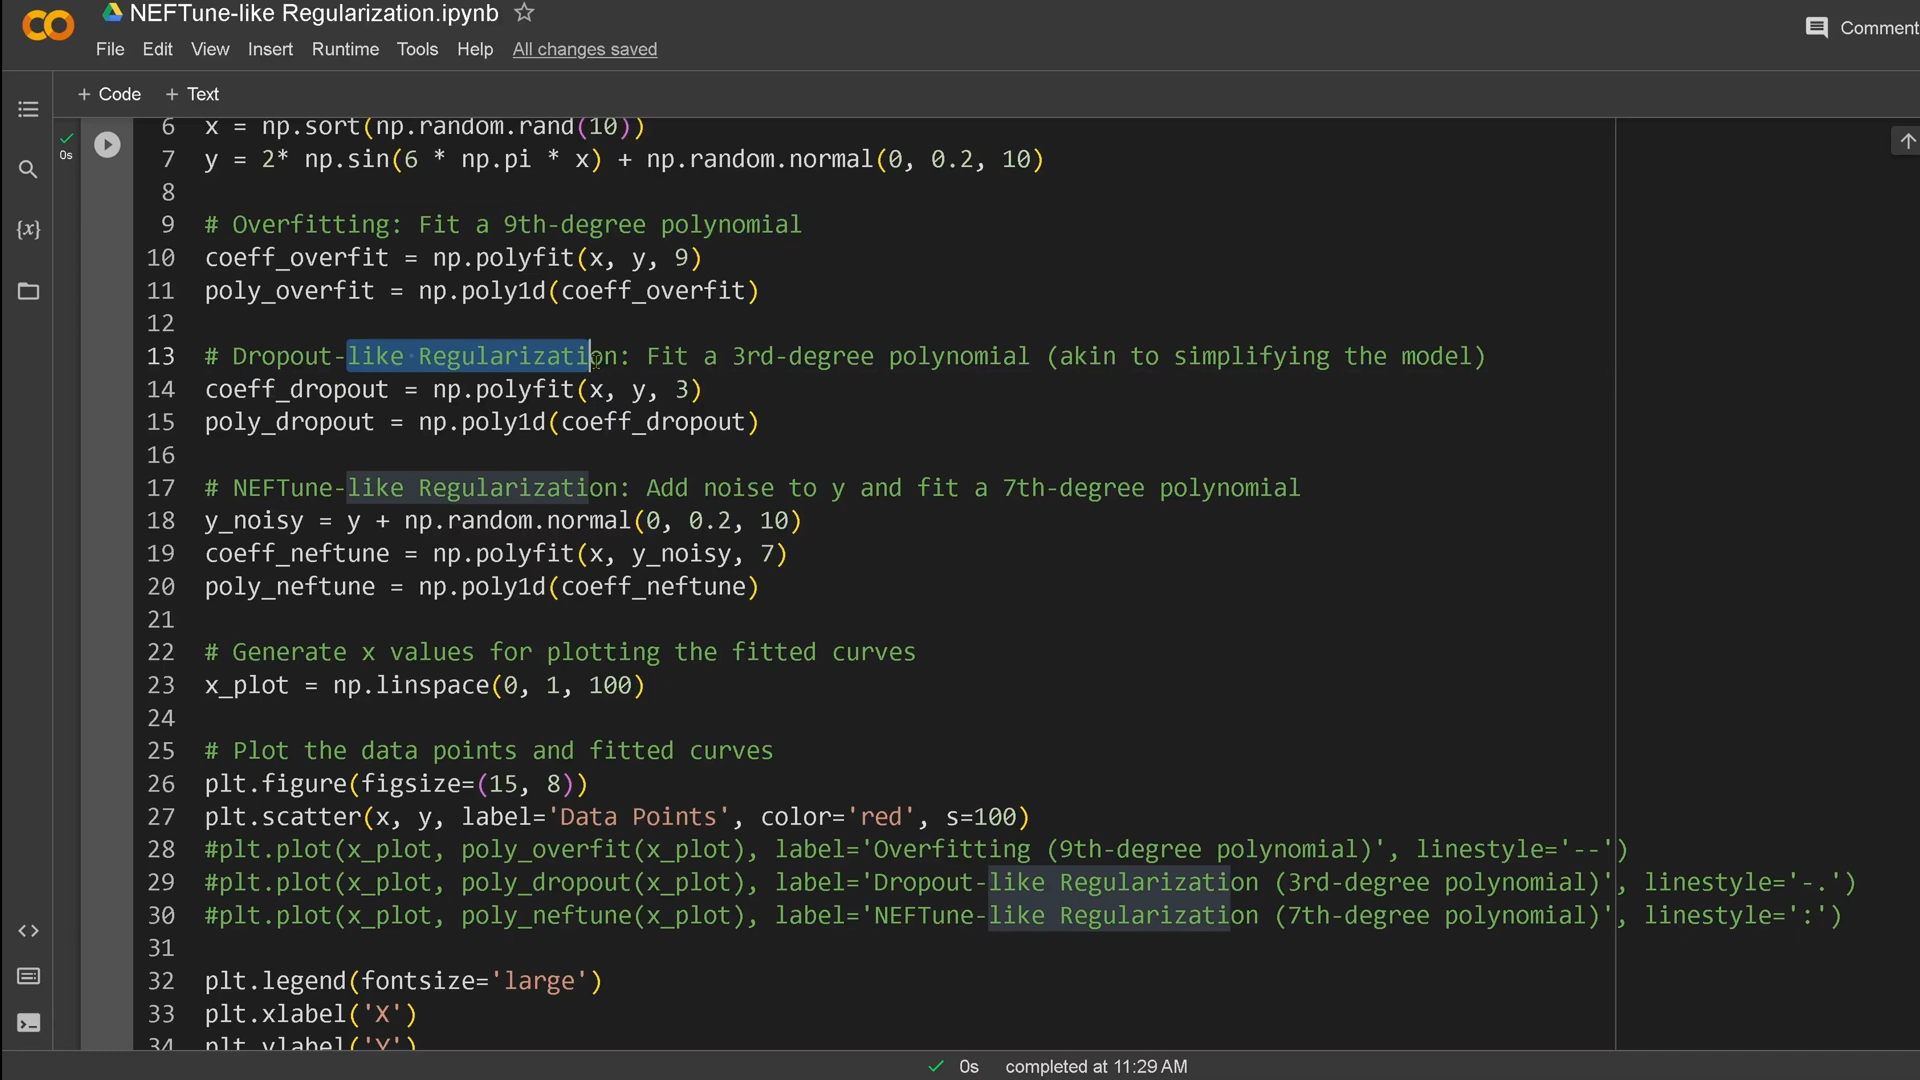 NEFTune-like Regularization.ipynb
Comment
File Edit View Insert Runtime Tools Help All changes saved
+ Code + Text
0s
6 x = np.sort(np.random.rand(10))
7 y = 2* np.sin(6 * np.pi * x) + np.random.normal(0, 0.2, 10)
8
9 # Overfitting: Fit a 9th-degree polynomial
10 coeff_overfit = np.polyfit(x, y, 9)
11 poly_overfit = np.poly1d(coeff_overfit)
12
13 # Dropout-like Regularization: Fit a 3rd-degree polynomial (akin to simplifying the model)
14 coeff_dropout = np.polyfit(x, y, 3)
15 poly_dropout = np.poly1d(coeff_dropout)
16
17 # NEFTune-like Regularization: Add noise to y and fit a 7th-degree polynomial
18 y_noisy = y + np.random.normal(0, 0.2, 10)
19 coeff_neftune = np.polyfit(x, y_noisy, 7)
20 poly_neftune = np.poly1d(coeff_neftune)
21
22 # Generate x values for plotting the fitted curves
23 x_plot = np.linspace(0, 1, 100)
24
25 # Plot the data points and fitted curves
26 plt.figure(figsize=(15, 8))
27 plt.scatter(x, y, label='Data Points', color='red', s=100)
28 #plt.plot(x_plot, poly_overfit(x_plot), label='Overfitting (9th-degree polynomial)', linestyle='--')
29 #plt.plot(x_plot, poly_dropout(x_plot), label='Dropout-like Regularization (3rd-degree polynomial)', linestyle='-.')
30 #plt.plot(x_plot, poly_neftune(x_plot), label='NEFTune-like Regularization (7th-degree polynomial)', linestyle=':')
31
32 plt.legend(fontsize='large')
33 plt.xlabel('X')
34 plt.ylabel('Y')
0s completed at 11:29 AM